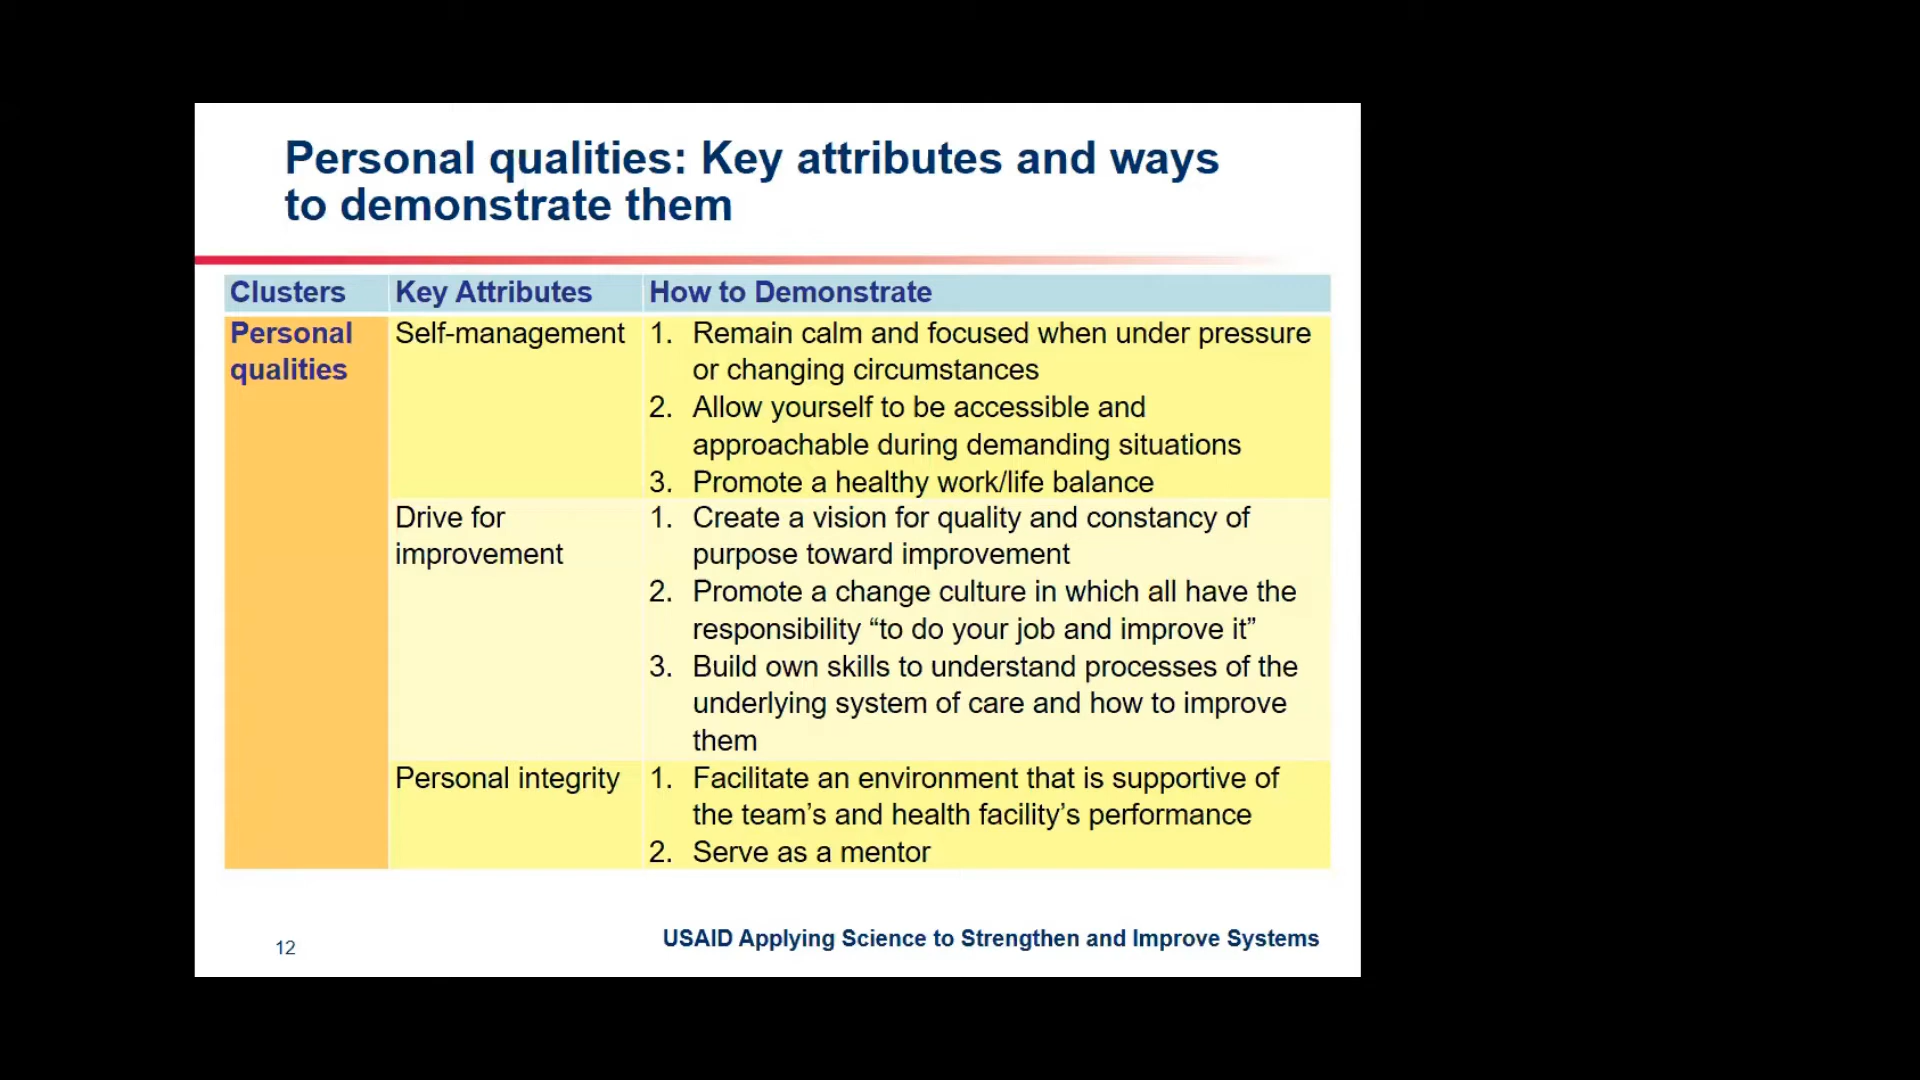 Personal qualities: Key attributes and ways
to demonstrate them
Clusters Key Attributes How to Demonstrate
Personal
qualities
Self-management
1. Remain calm and focused when under pressure
or changing circumstances
2. Allow yourself to be accessible and
approachable during demanding situations
3. Promote a healthy work/life balance
Drive for
improvement
1. Create a vision for quality and constancy of
purpose toward improvement
2. Promote a change culture in which all have the
responsibility “to do your job and improve it”
3. Build own skills to understand processes of the
underlying system of care and how to improve
them
Personal integrity
1. Facilitate an environment that is supportive of
the team’s and health facility’s performance
2. Serve as a mentor
12
USAID Applying Science to Strengthen and Improve Systems